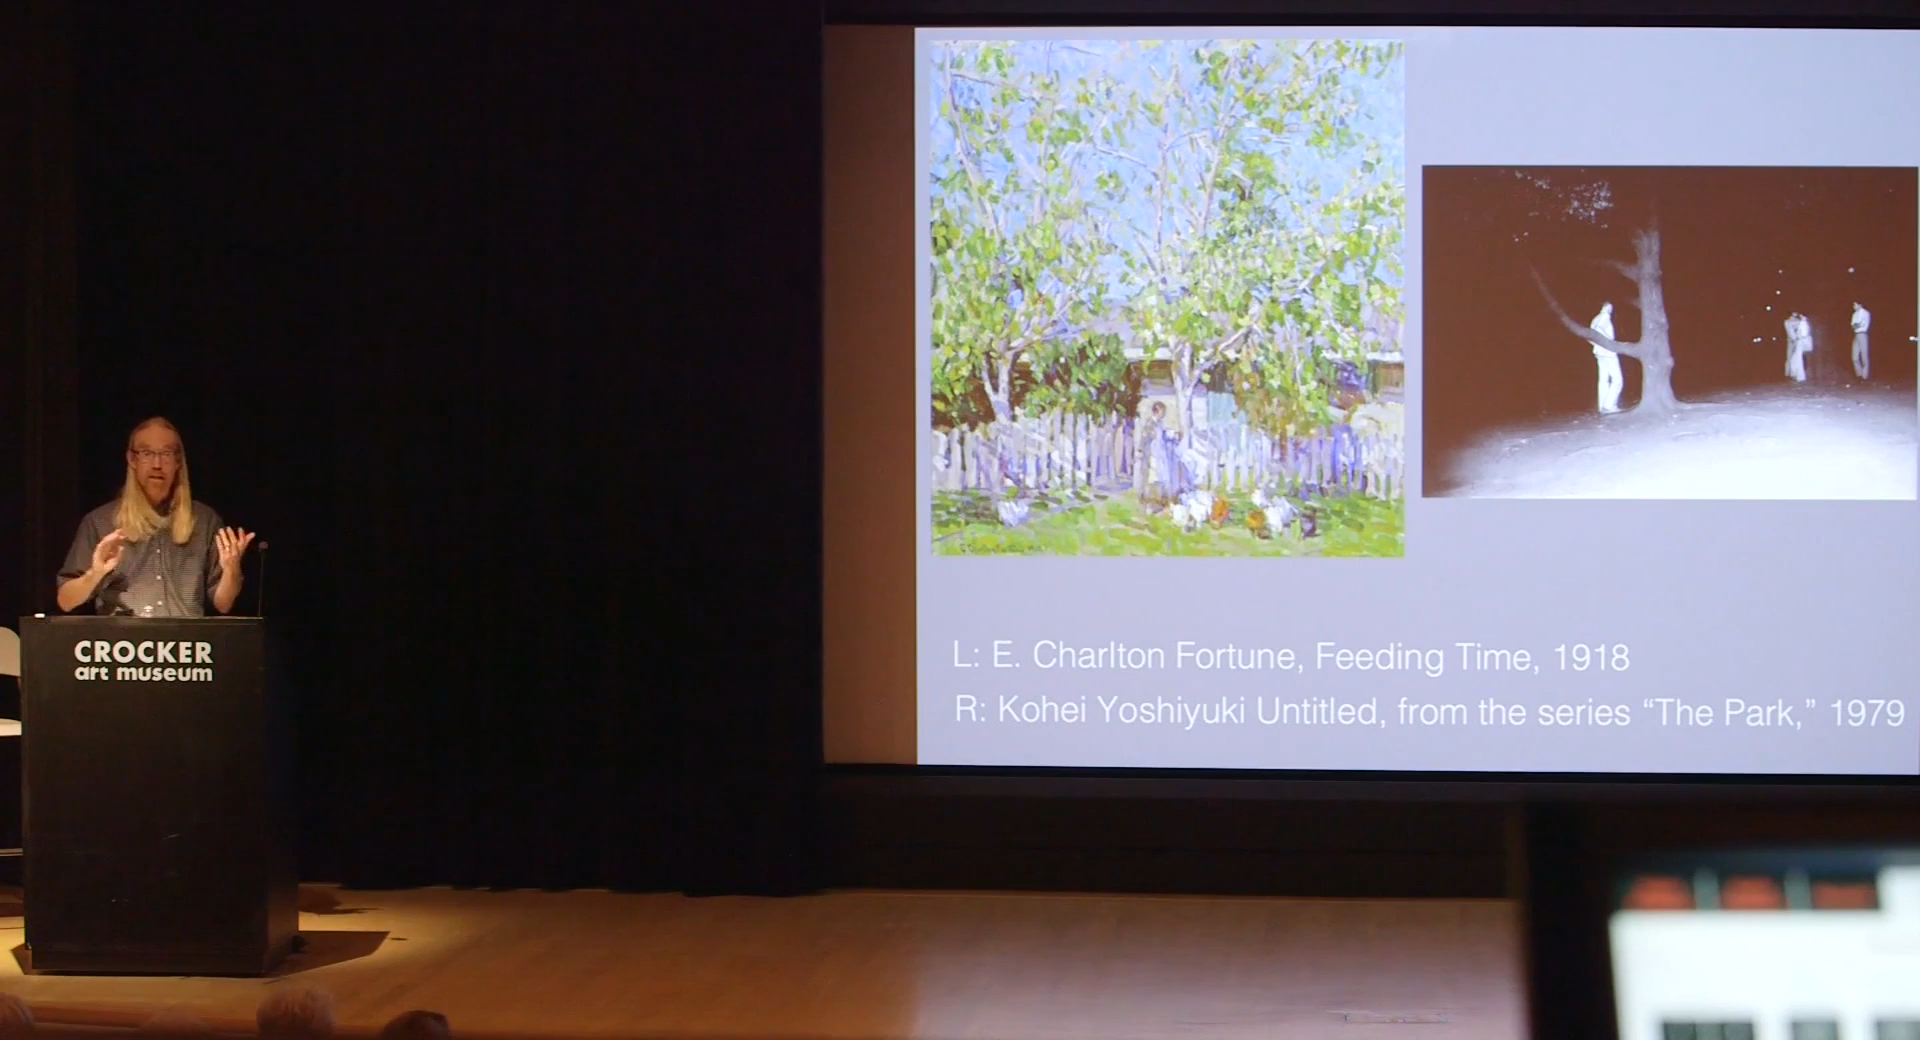 CROCKER
art museum
L: E. Charlton Fortune, Feeding Time, 1918
R: Kohei Yoshiyuki Untitled, from the series “The Park,” 1979